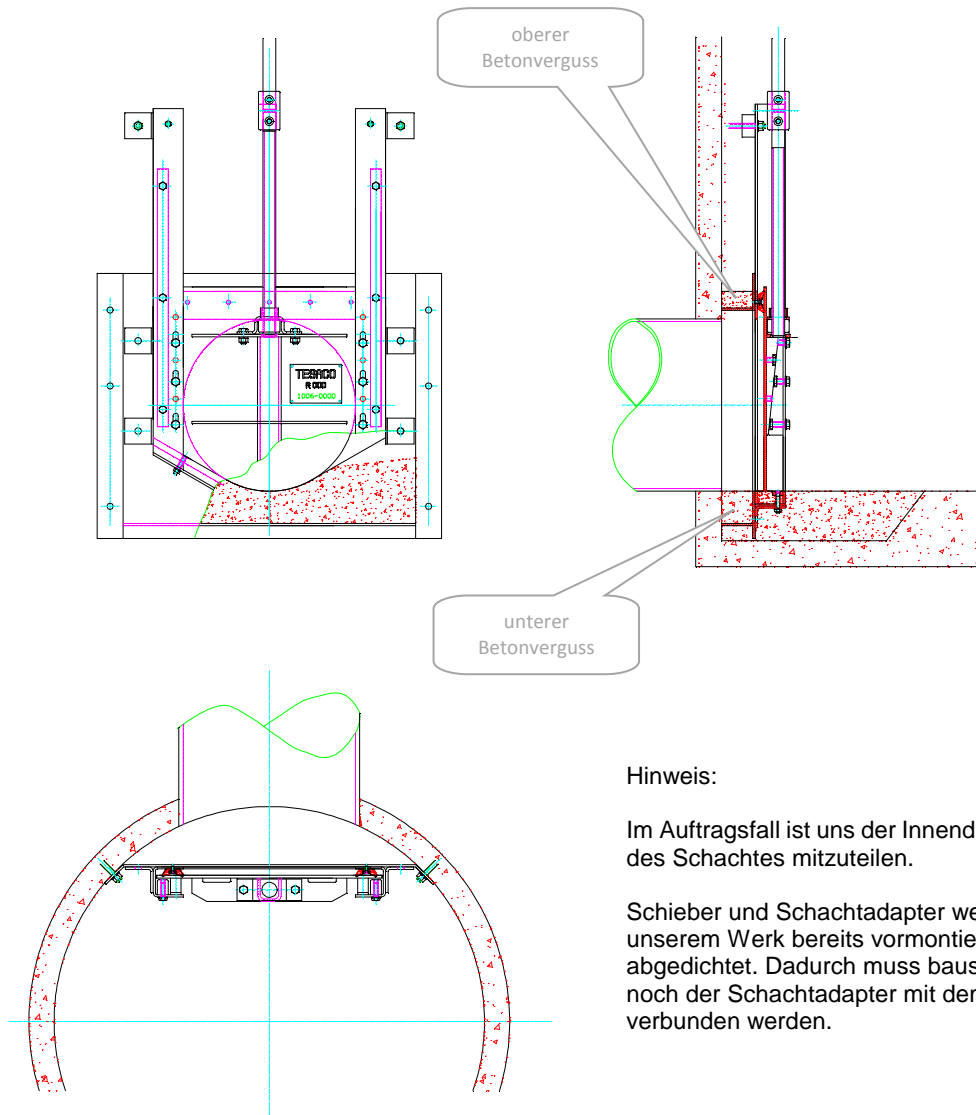 oberer
Betonverguss
TESACO
R 000
1006-0000
unterer
Betonverguss
Hinweis:
Im Auftragsfall ist uns der Innend
des Schachtes mitzuteilen.
Schieber und Schachtadapter we
unserem Werk bereits vormontie
abgedichtet. Dadurch muss baus
noch der Schachtadapter mit der
verbunden werden.